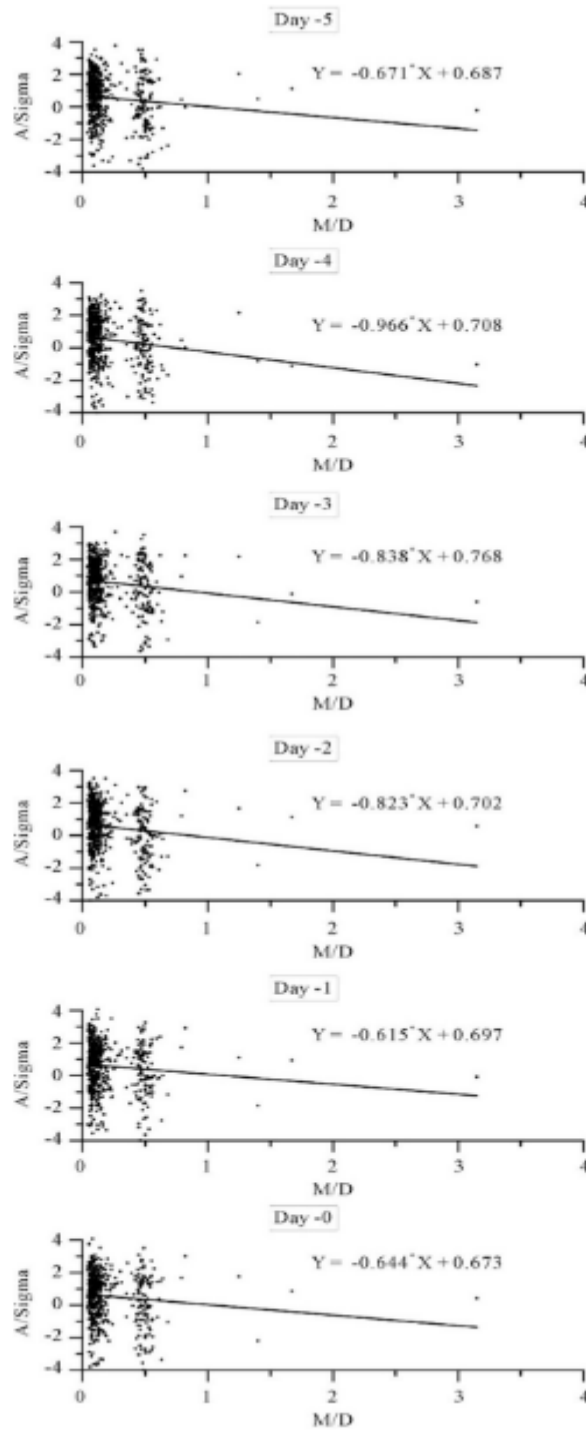 Day -5
4
2
0
-2
-4
A/Sigma
Y = -0.671*X + 0.687
0 1 2 3 4
M/D
Day -4
4
2
0
-2
-4
A/Sigma
Y = -0.966*X + 0.708
0 1 2 3 4
M/D
Day -3
4
2
0
-2
-4
A/Sigma
Y = -0.838*X + 0.768
0 1 2 3 4
M/D
Day -2
4
2
0
-2
-4
A/Sigma
Y = -0.823*X + 0.702
0 1 2 3 4
M/D
Day -1
4
2
0
-2
-4
A/Sigma
Y = -0.615*X + 0.697
0 1 2 3 4
M/D
Day -0
4
2
0
-2
-4
A/Sigma
Y = -0.644*X + 0.673
0 1 2 3 4
M/D